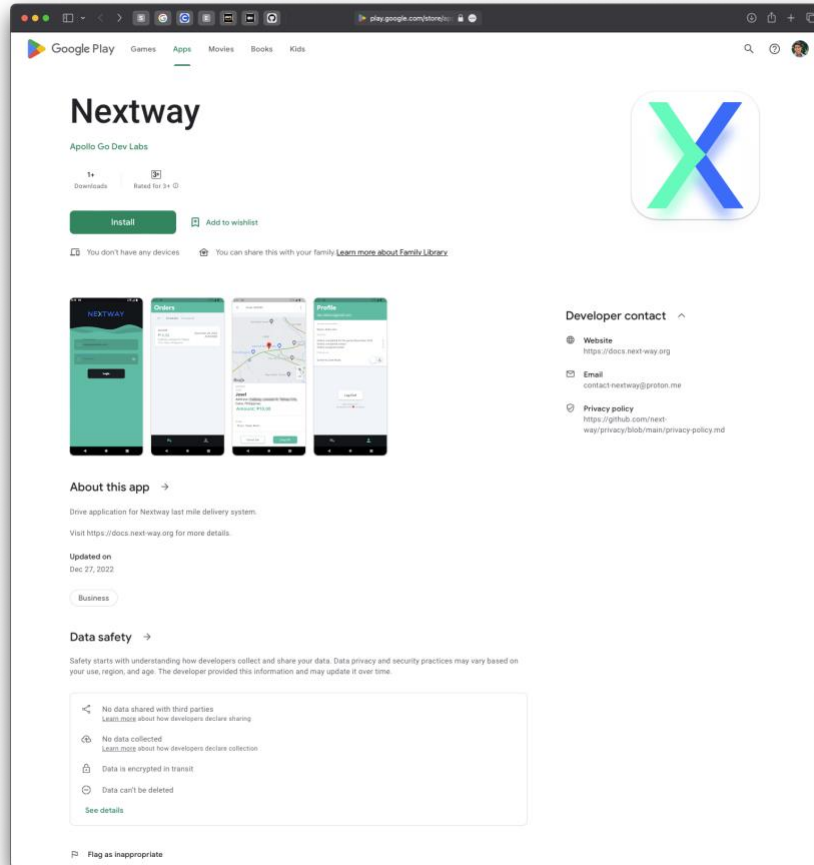 play.google.com/store/ap
Google Play
Games
Apps
Movies
Books
Kids
Nextway
Apollo Go Dev Labs
1+
Downloads
3+
Rated for 3+
Install
Add to wishlist
You don't have any devices
You can share this with your family. Learn more about Family Library
NEXTWAY
Login
Orders
Josef
Amount: ₱10.00
Profile
Log Out
Developer contact
Website
https://docs.next-way.org
Email
contact-nextway@proton.me
Privacy policy
https://github.com/next-
way/privacy/blob/main/privacy-policy.md
About this app
Drive application for Nextway last mile delivery system.
Visit https://docs.next-way.org for more details.
Updated on
Dec 27, 2022
Business
Data safety
Safety starts with understanding how developers collect and share your data. Data privacy and security practices may vary based on
your use, region, and age. The developer provided this information and may update it over time.
No data shared with third parties
Learn more about how developers declare sharing
No data collected
Learn more about how developers declare collection
Data is encrypted in transit
Data can't be deleted
See details
Flag as inappropriate